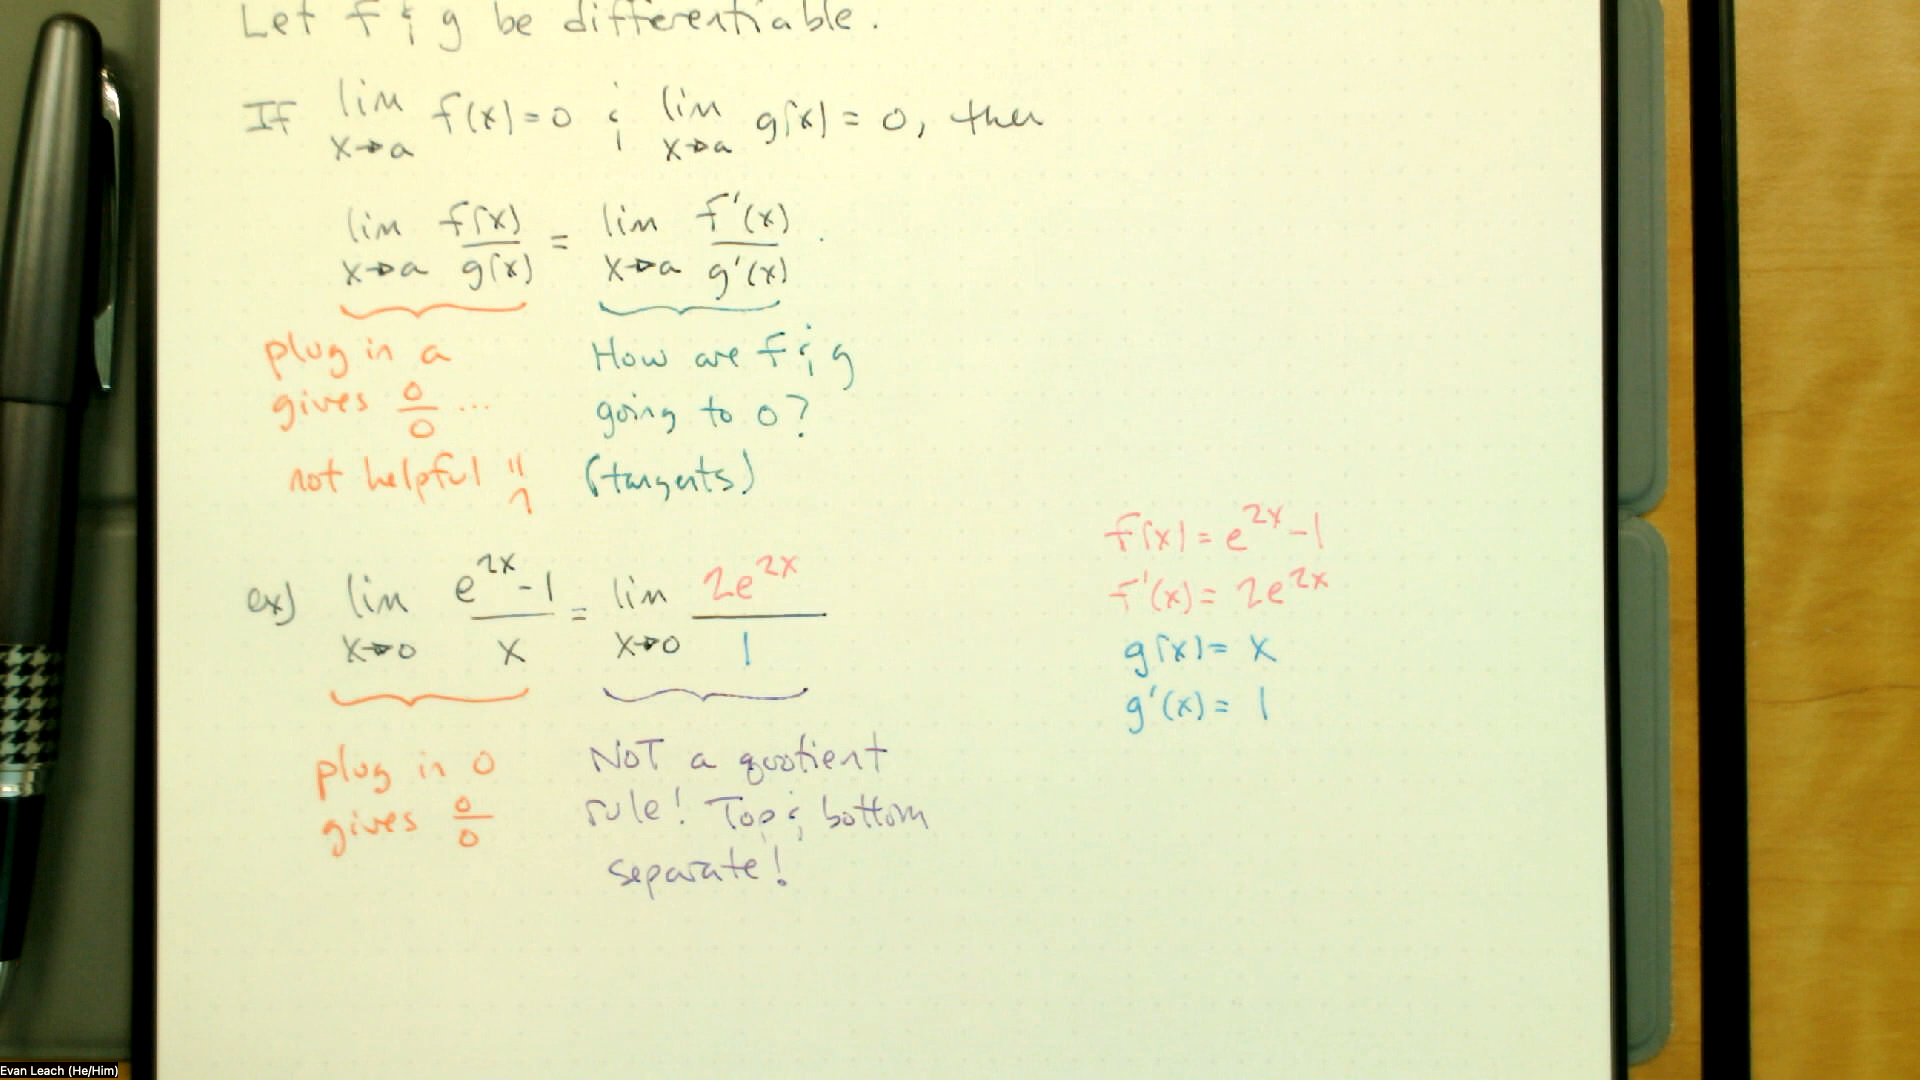 Let f & g be differentiable.
If lim x→a f(x) = 0 & lim x→a g(x) = 0, then
lim x→a f(x)/g(x) = lim x→a f'(x)/g'(x).
plug in a
gives 0/0 ...
not helpful
How are f & g
going to 0?
(tangents)
ex) lim x→0 (e^{2x} - 1)/x = lim x→0 2e^{2x}/1
plug in 0
gives 0/0
NOT a quotient
rule! Top & bottom
separate!
f(x) = e^{2x} - 1
f'(x) = 2e^{2x}
g(x) = x
g'(x) = 1
Evan Leach (He/Him)